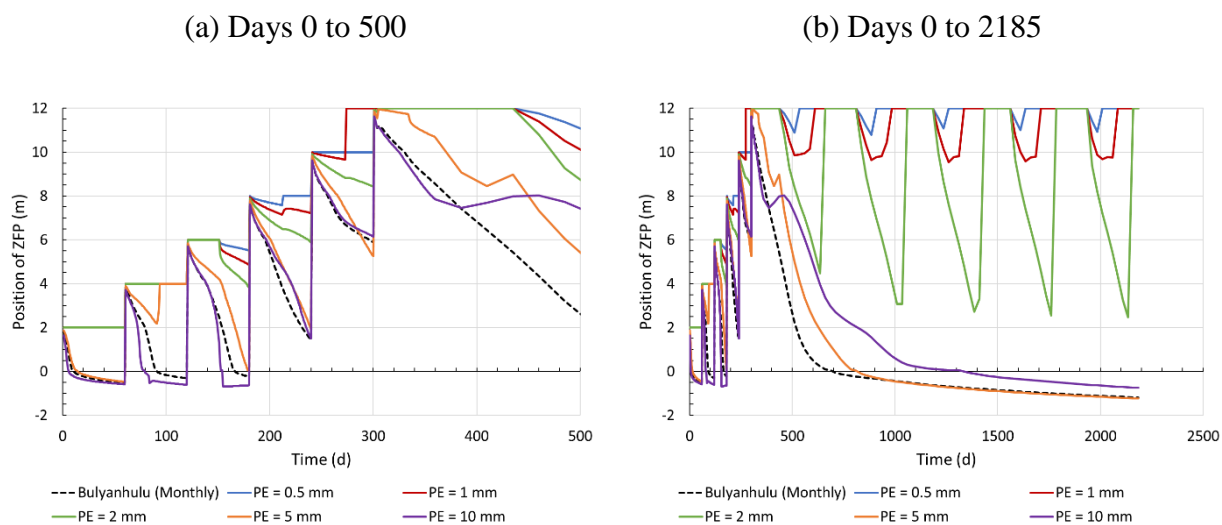 (a) Days 0 to 500
(b) Days 0 to 2185
12
10
8
6
4
2
0
-2
Position of ZFP (m)
0
100
200
300
400
500
Time (d)
Bulyanhulu (Monthly)
PE = 0.5 mm
PE = 1 mm
PE = 2 mm
PE = 5 mm
PE = 10 mm
12
10
8
6
4
2
0
-2
Position of ZFP (m)
0
500
1000
1500
2000
2500
Time (d)
Bulyanhulu (Monthly)
PE = 0.5 mm
PE = 1 mm
PE = 2 mm
PE = 5 mm
PE = 10 mm